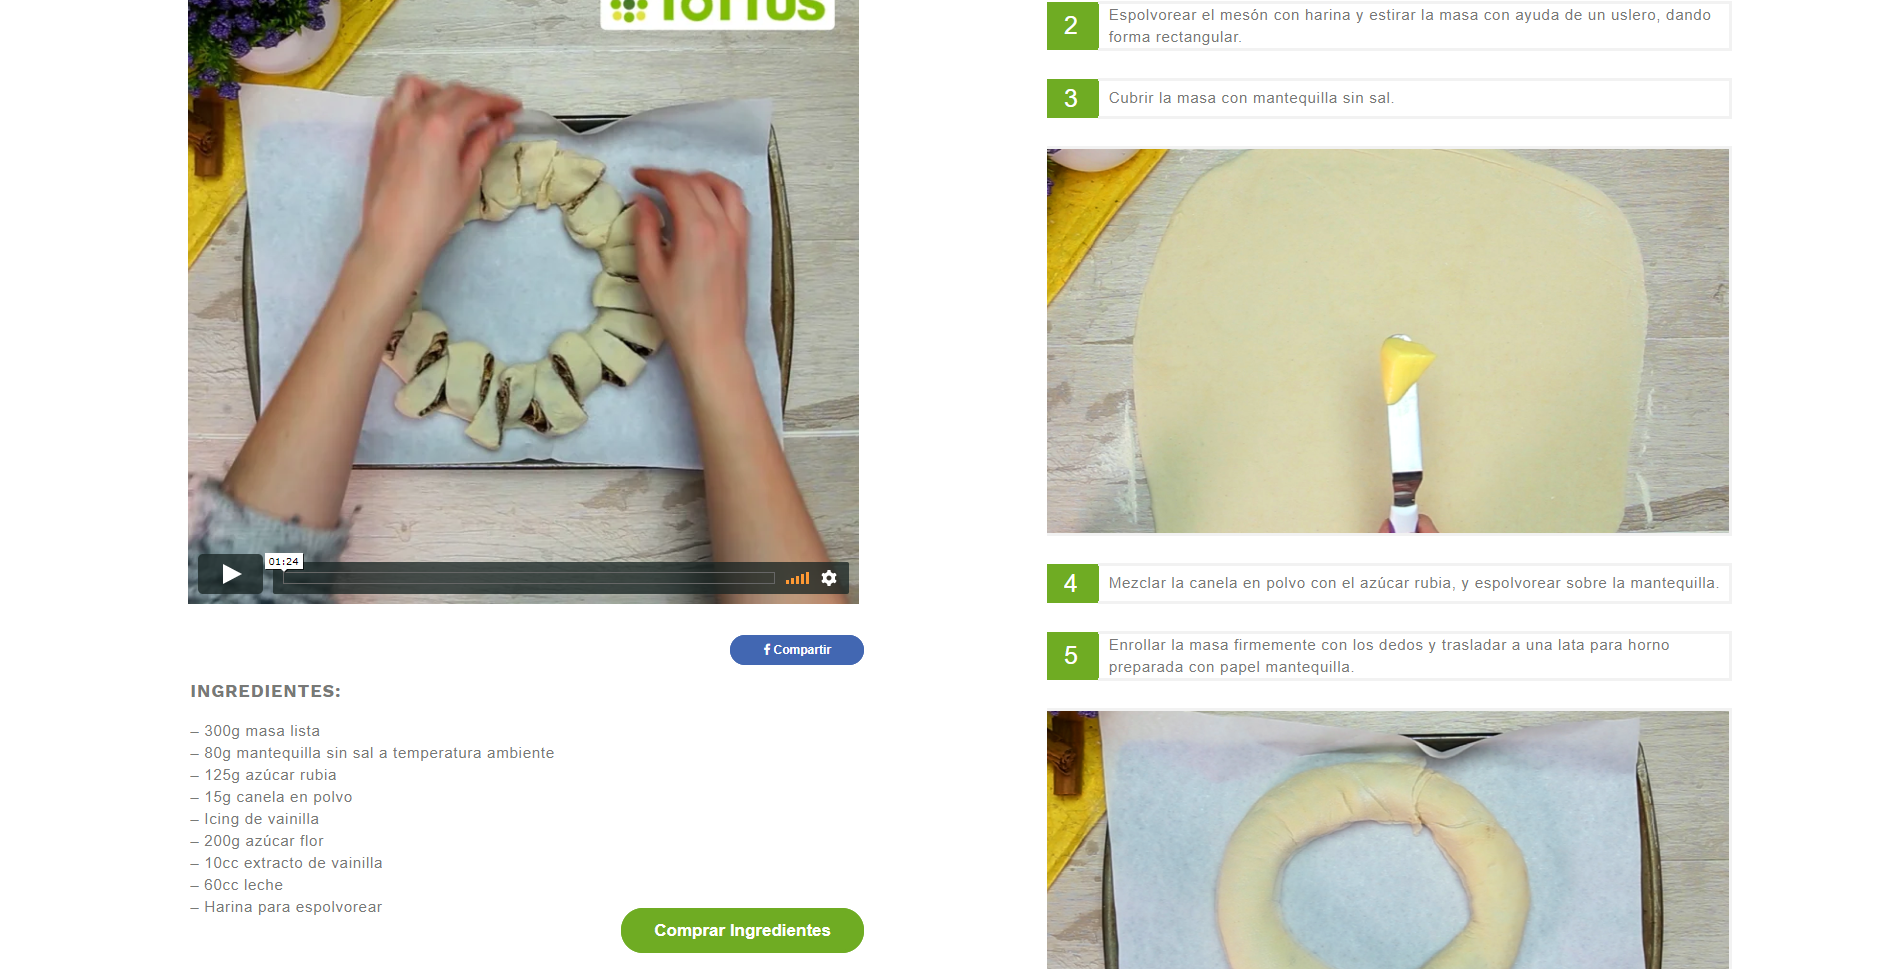 TOTTUS
01:24
Compartir
INGREDIENTES:
– 300g masa lista
– 80g mantequilla sin sal a temperatura ambiente
– 125g azúcar rubia
– 15g canela en polvo
– Icing de vainilla
– 200g azúcar flor
– 10cc extracto de vainilla
– 60cc leche
– Harina para espolvorear
Comprar Ingredientes
2
Espolvorear el mesón con harina y estirar la masa con ayuda de un uslero, dando
forma rectangular.
3
Cubrir la masa con mantequilla sin sal.
4
Mezclar la canela en polvo con el azúcar rubia, y espolvorear sobre la mantequilla.
5
Enrollar la masa firmemente con los dedos y trasladar a una lata para horno
preparada con papel mantequilla.